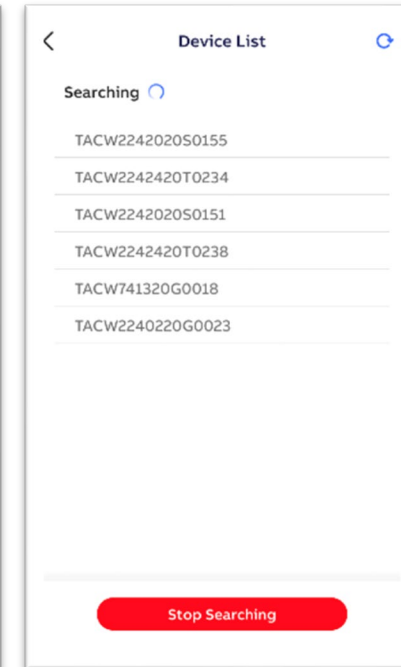 Device List
Searching
TACW2242020S0155
TACW2242420T0234
TACW2242020S0151
TACW2242420T0238
TACW741320G0018
TACW2240220G0023
Stop Searching